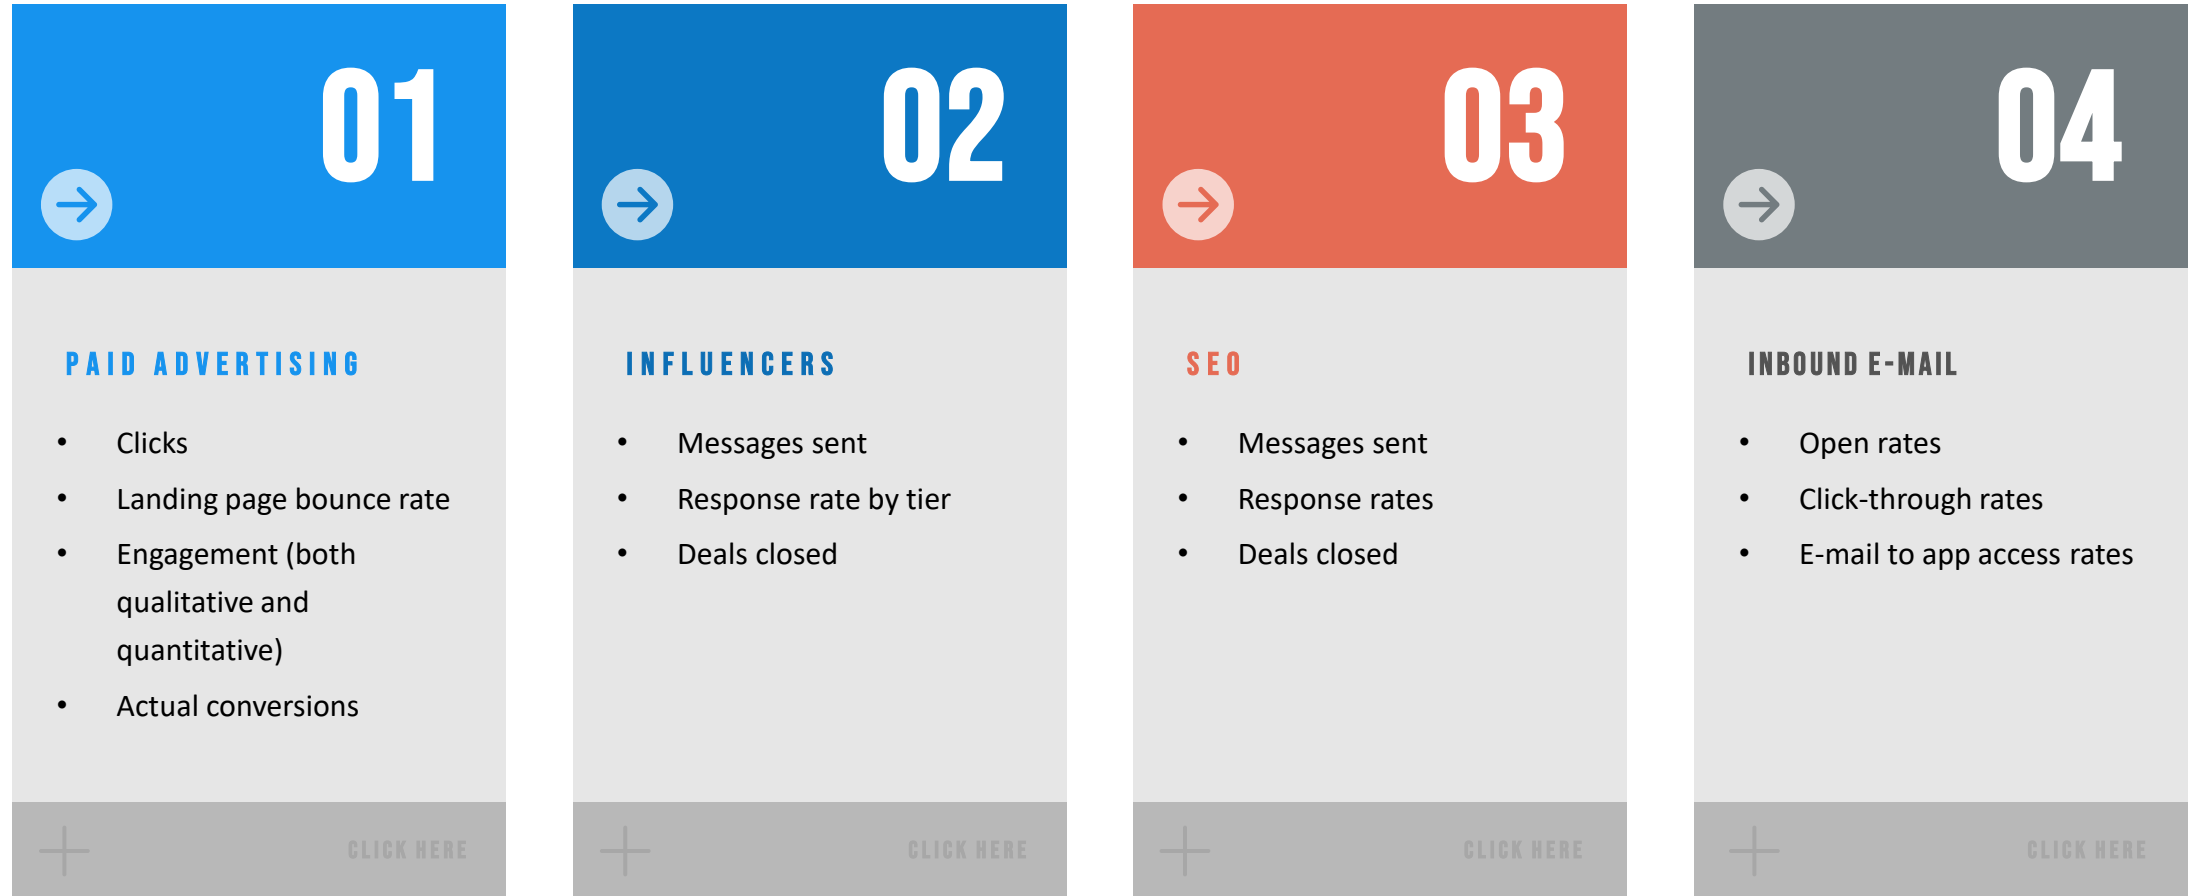 01
PAID ADVERTISING
• Clicks
• Landing page bounce rate
• Engagement (both
qualitative and
quantitative)
• Actual conversions
CLICK HERE
02
INFLUENCERS
• Messages sent
• Response rate by tier
• Deals closed
CLICK HERE
03
SEO
• Messages sent
• Response rates
• Deals closed
CLICK HERE
04
INBOUND E-MAIL
• Open rates
• Click-through rates
• E-mail to app access rates
CLICK HERE